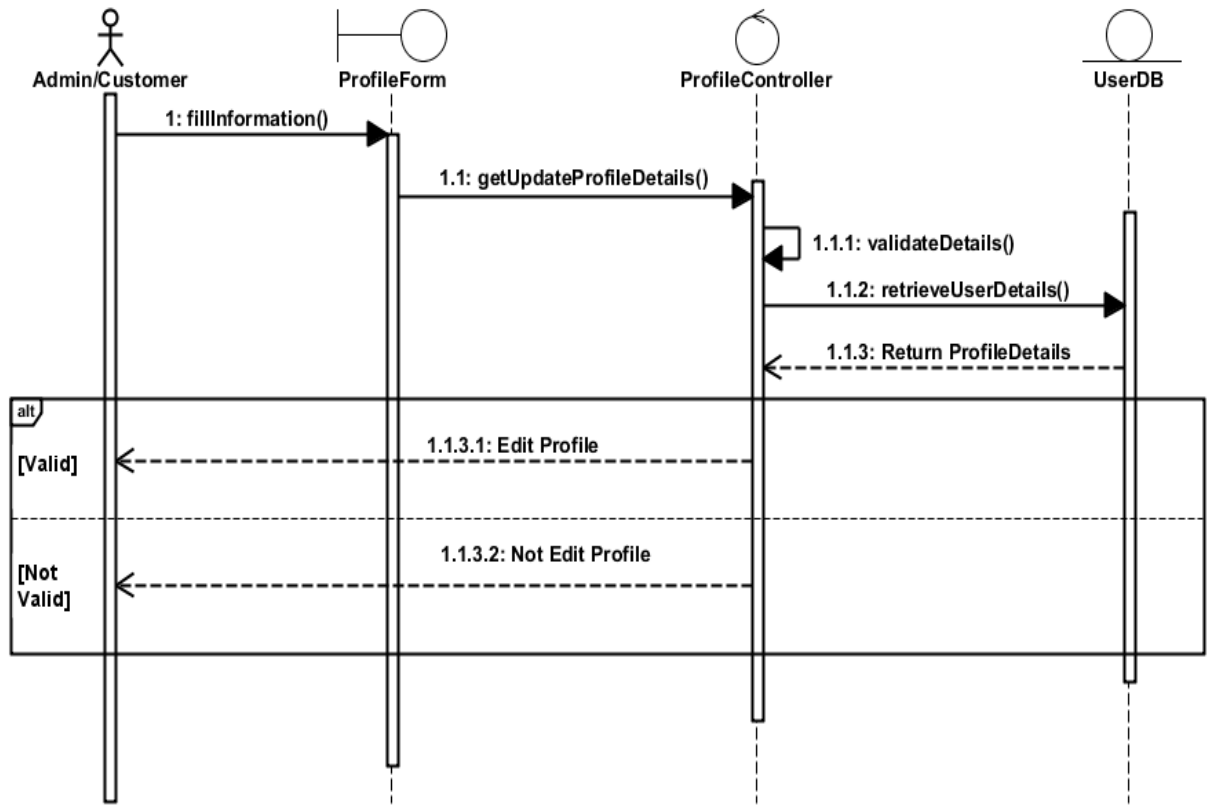 Admin/Customer
ProfileForm
ProfileController
UserDB
1: fillInformation()
1.1: getUpdateProfileDetails()
1.1.1: validateDetails()
1.1.2: retrieveUserDetails()
1.1.3: Return ProfileDetails
alt
1.1.3.1: Edit Profile
[Valid]
1.1.3.2: Not Edit Profile
[Not
Valid]